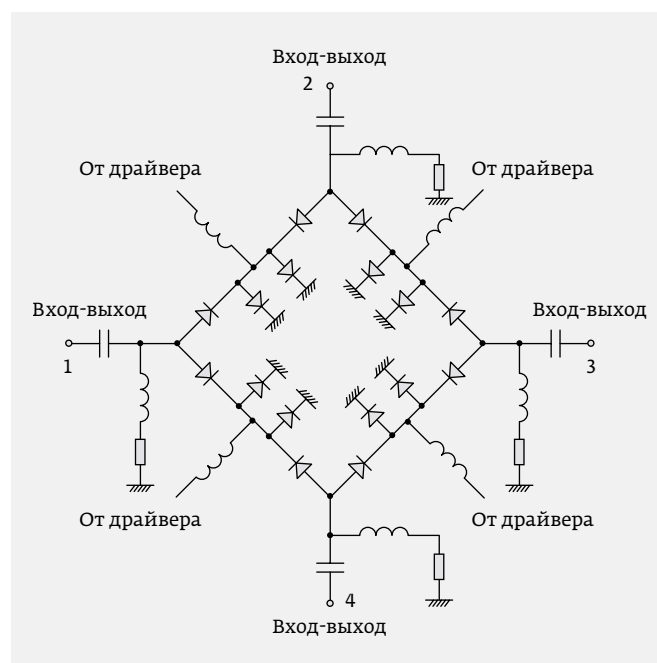 Вход-выход
2
От драйвера
От драйвера
Вход-выход
Вход-выход
1
3
От драйвера
От драйвера
4
Вход-выход